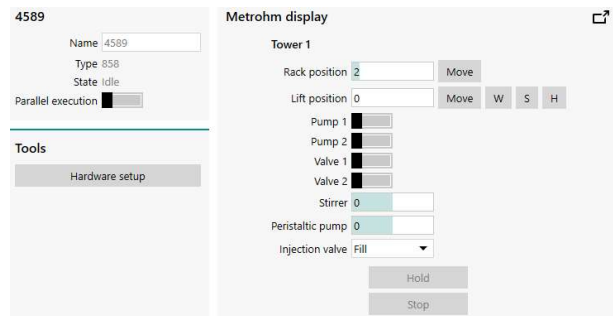 4589
Name 4589
Type 858
State Idle
Parallel execution
Tools
Hardware setup
Metrohm display
Tower 1
Rack position 2 Move
Lift position 0 Move W S H
Pump 1
Pump 2
Valve 1
Valve 2
Stirrer 0
Peristaltic pump 0
Injection valve Fill
Hold
Stop